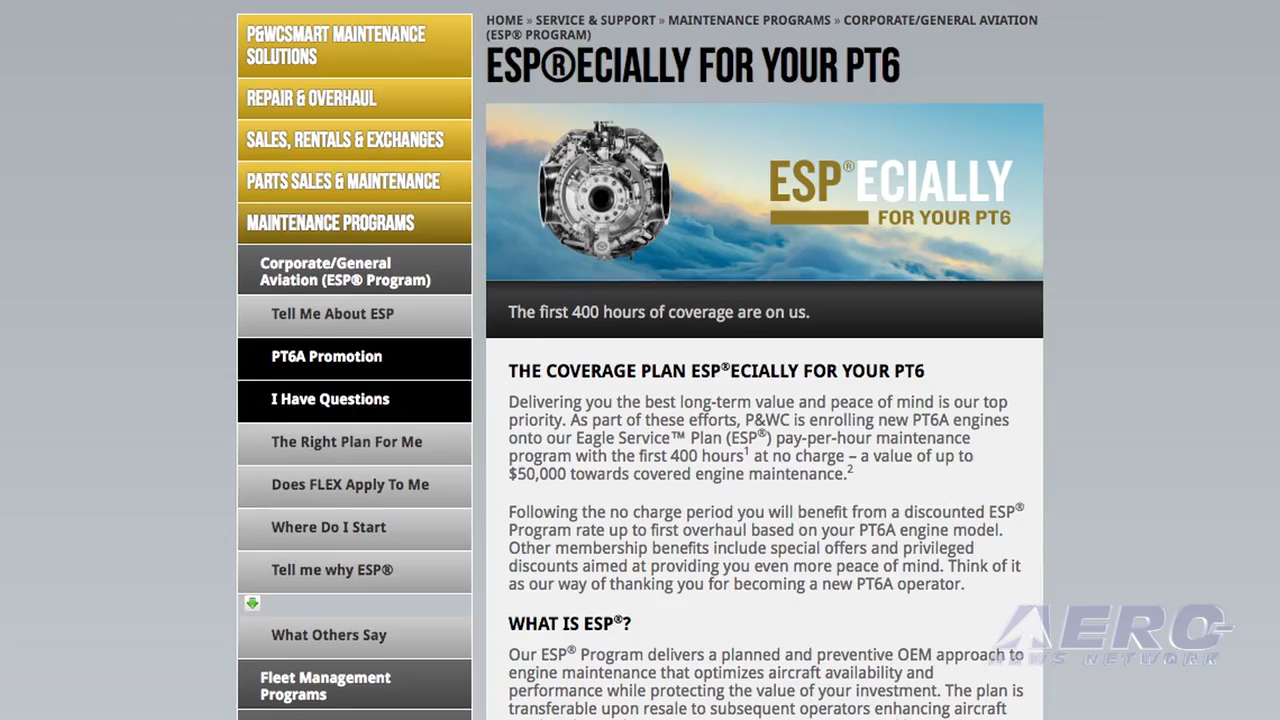 P&WCSMART MAINTENANCE
SOLUTIONS
REPAIR & OVERHAUL
SALES, RENTALS & EXCHANGES
PARTS SALES & MAINTENANCE
MAINTENANCE PROGRAMS
Corporate/General
Aviation (ESP® Program)
Tell Me About ESP
PT6A Promotion
I Have Questions
The Right Plan For Me
Does FLEX Apply To Me
Where Do I Start
Tell me why ESP®
What Others Say
Fleet Management
Programs
HOME » SERVICE & SUPPORT » MAINTENANCE PROGRAMS » CORPORATE/GENERAL AVIATION
(ESP® PROGRAM)
ESP®ECIALLY FOR YOUR PT6
ESP®ECIALLY
FOR YOUR PT6
The first 400 hours of coverage are on us.
THE COVERAGE PLAN ESP®ECIALLY FOR YOUR PT6
Delivering you the best long-term value and peace of mind is our top
priority. As part of these efforts, P&WC is enrolling new PT6A engines
onto our Eagle Service™ Plan (ESP®) pay-per-hour maintenance
program with the first 400 hours¹ at no charge – a value of up to
$50,000 towards covered engine maintenance.²
Following the no charge period you will benefit from a discounted ESP®
Program rate up to first overhaul based on your PT6A engine model.
Other membership benefits include special offers and privileged
discounts aimed at providing you even more peace of mind. Think of it
as our way of thanking you for becoming a new PT6A operator.
WHAT IS ESP®?
Our ESP® Program delivers a planned and preventive OEM approach to
engine maintenance that optimizes aircraft availability and
performance while protecting the value of your investment. The plan is
transferable upon resale to subsequent operators enhancing aircraft
AERO
NEWS NETWORK